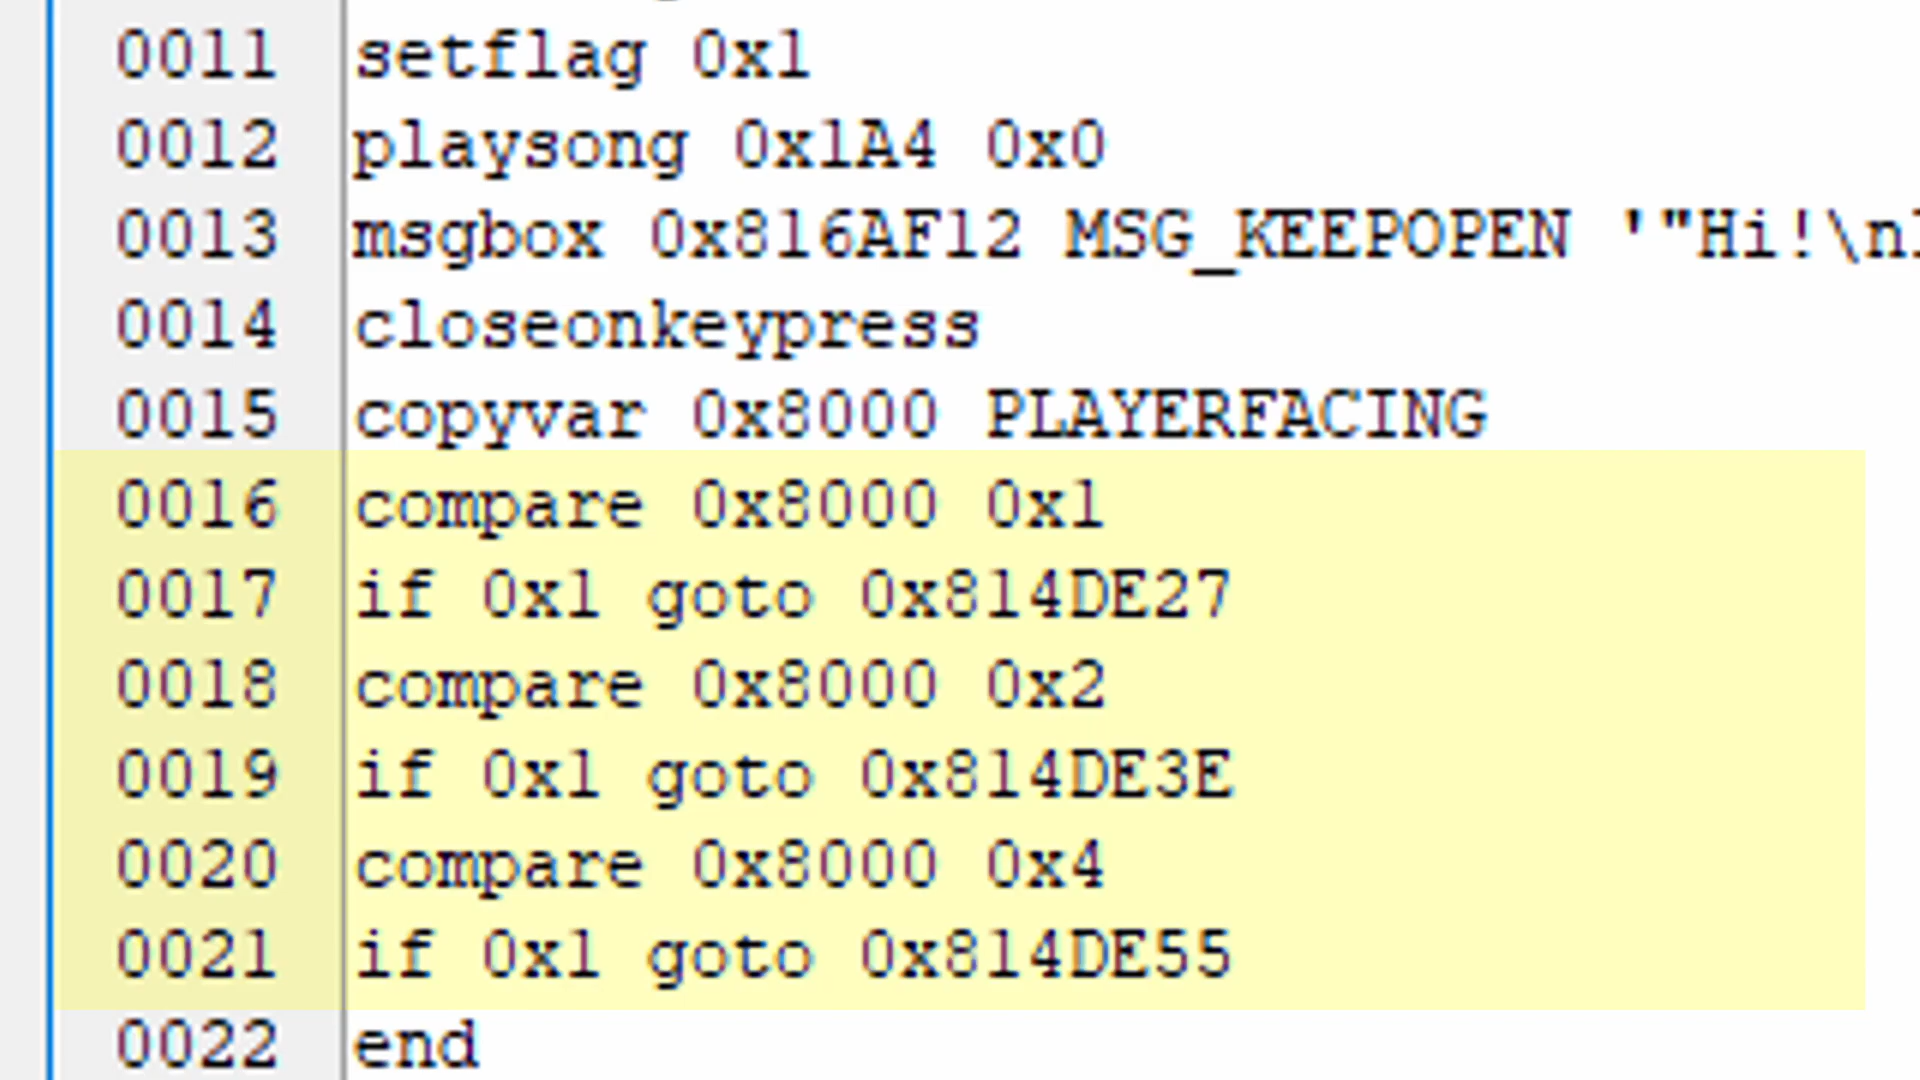 0011 setflag 0x1
0012 playsong 0x1A4 0x0
0013 msgbox 0x816AF12 MSG_KEEPOPEN '"Hi!\n
0014 closeonkeypress
0015 copyvar 0x8000 PLAYERFACING
0016 compare 0x8000 0x1
0017 if 0x1 goto 0x814DE27
0018 compare 0x8000 0x2
0019 if 0x1 goto 0x814DE3E
0020 compare 0x8000 0x4
0021 if 0x1 goto 0x814DE55
0022 end